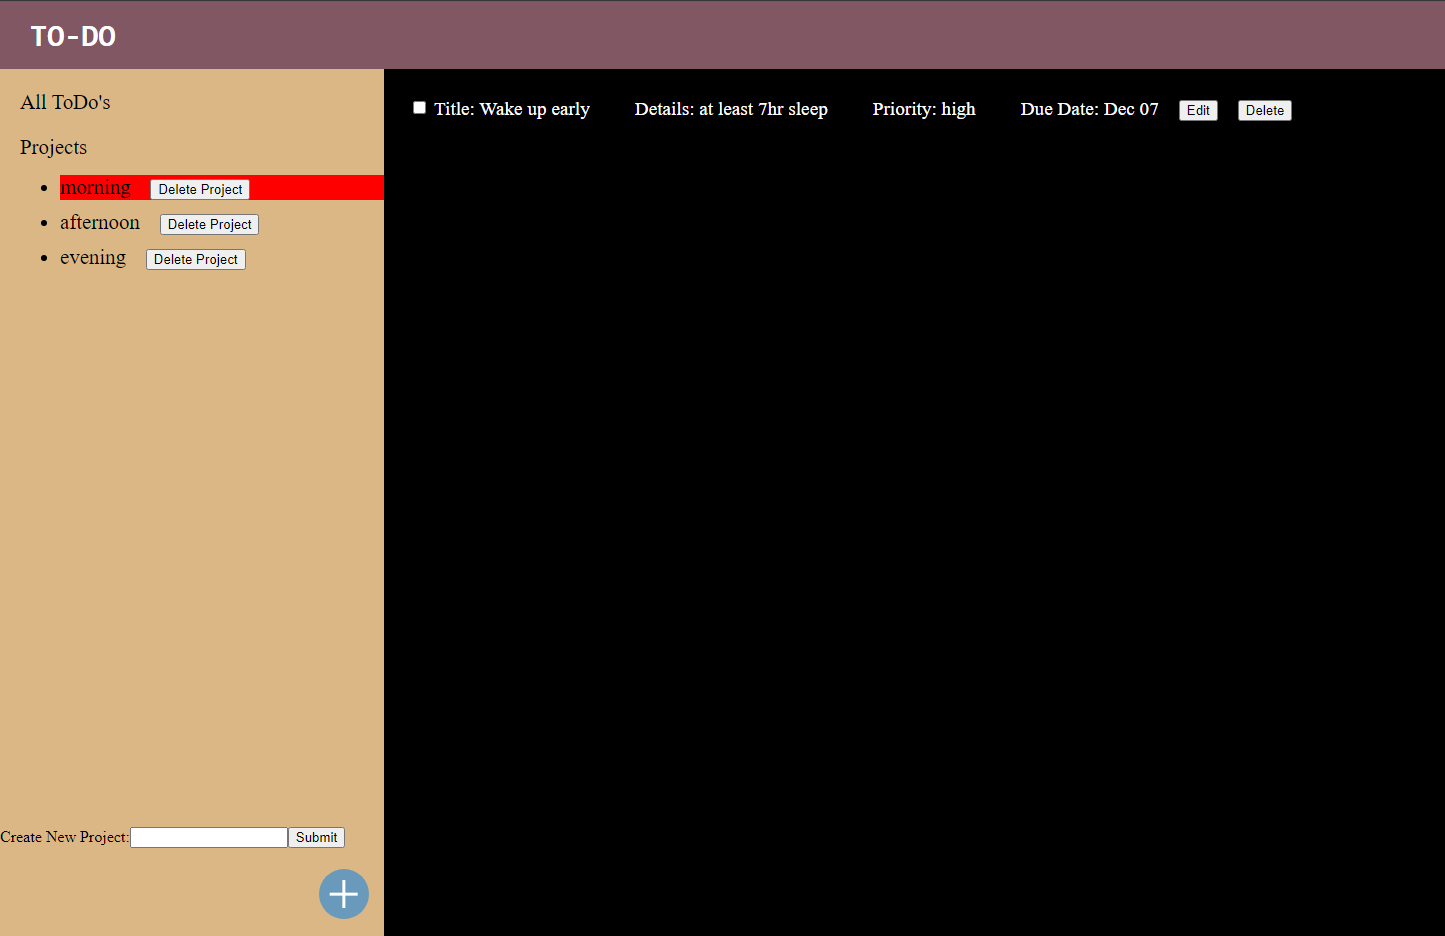 TO-DO
All ToDo's
Projects
morning Delete Project
afternoon Delete Project
evening Delete Project
Create New Project: Submit
Title: Wake up early Details: at least 7hr sleep Priority: high Due Date: Dec 07 Edit Delete